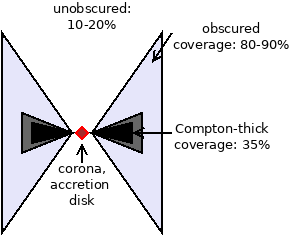 unobscured:
10-20%
obscured
coverage: 80-90%
Compton-thick
coverage: 35%
corona,
accretion
disk